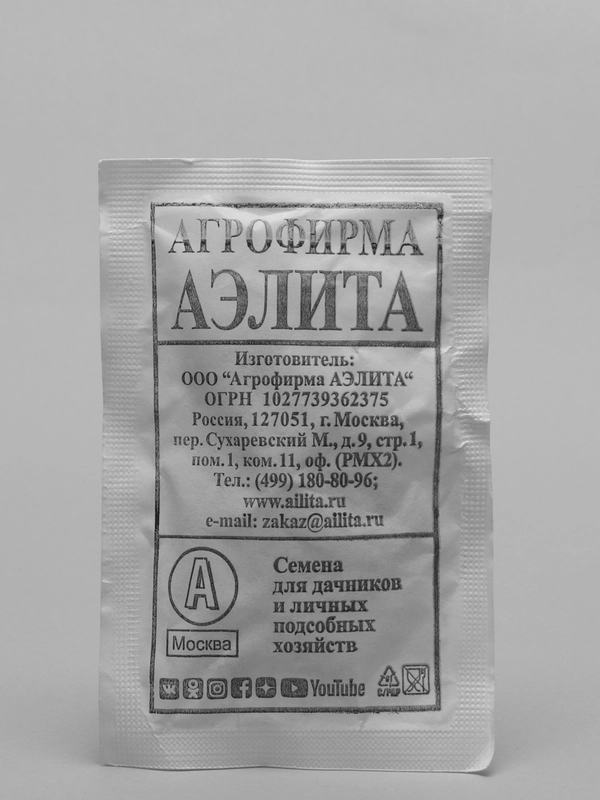 АГРОФИРМА
АЭЛИТА
Изготовитель:
ООО “Агрофирма АЭЛИТА“
ОГРН 1027739362375
Россия, 127051, г. Москва,
пер. Сухаревский М., д. 9, стр. 1,
пом. 1, ком. 11, оф. (РМХ2).
Тел.: (499) 180-80-96;
www.ailita.ru
e-mail: zakaz@ailita.ru
А
Москва
Семена
для дачников
и личных
подсобных
хозяйств
YouTube
C/PAP